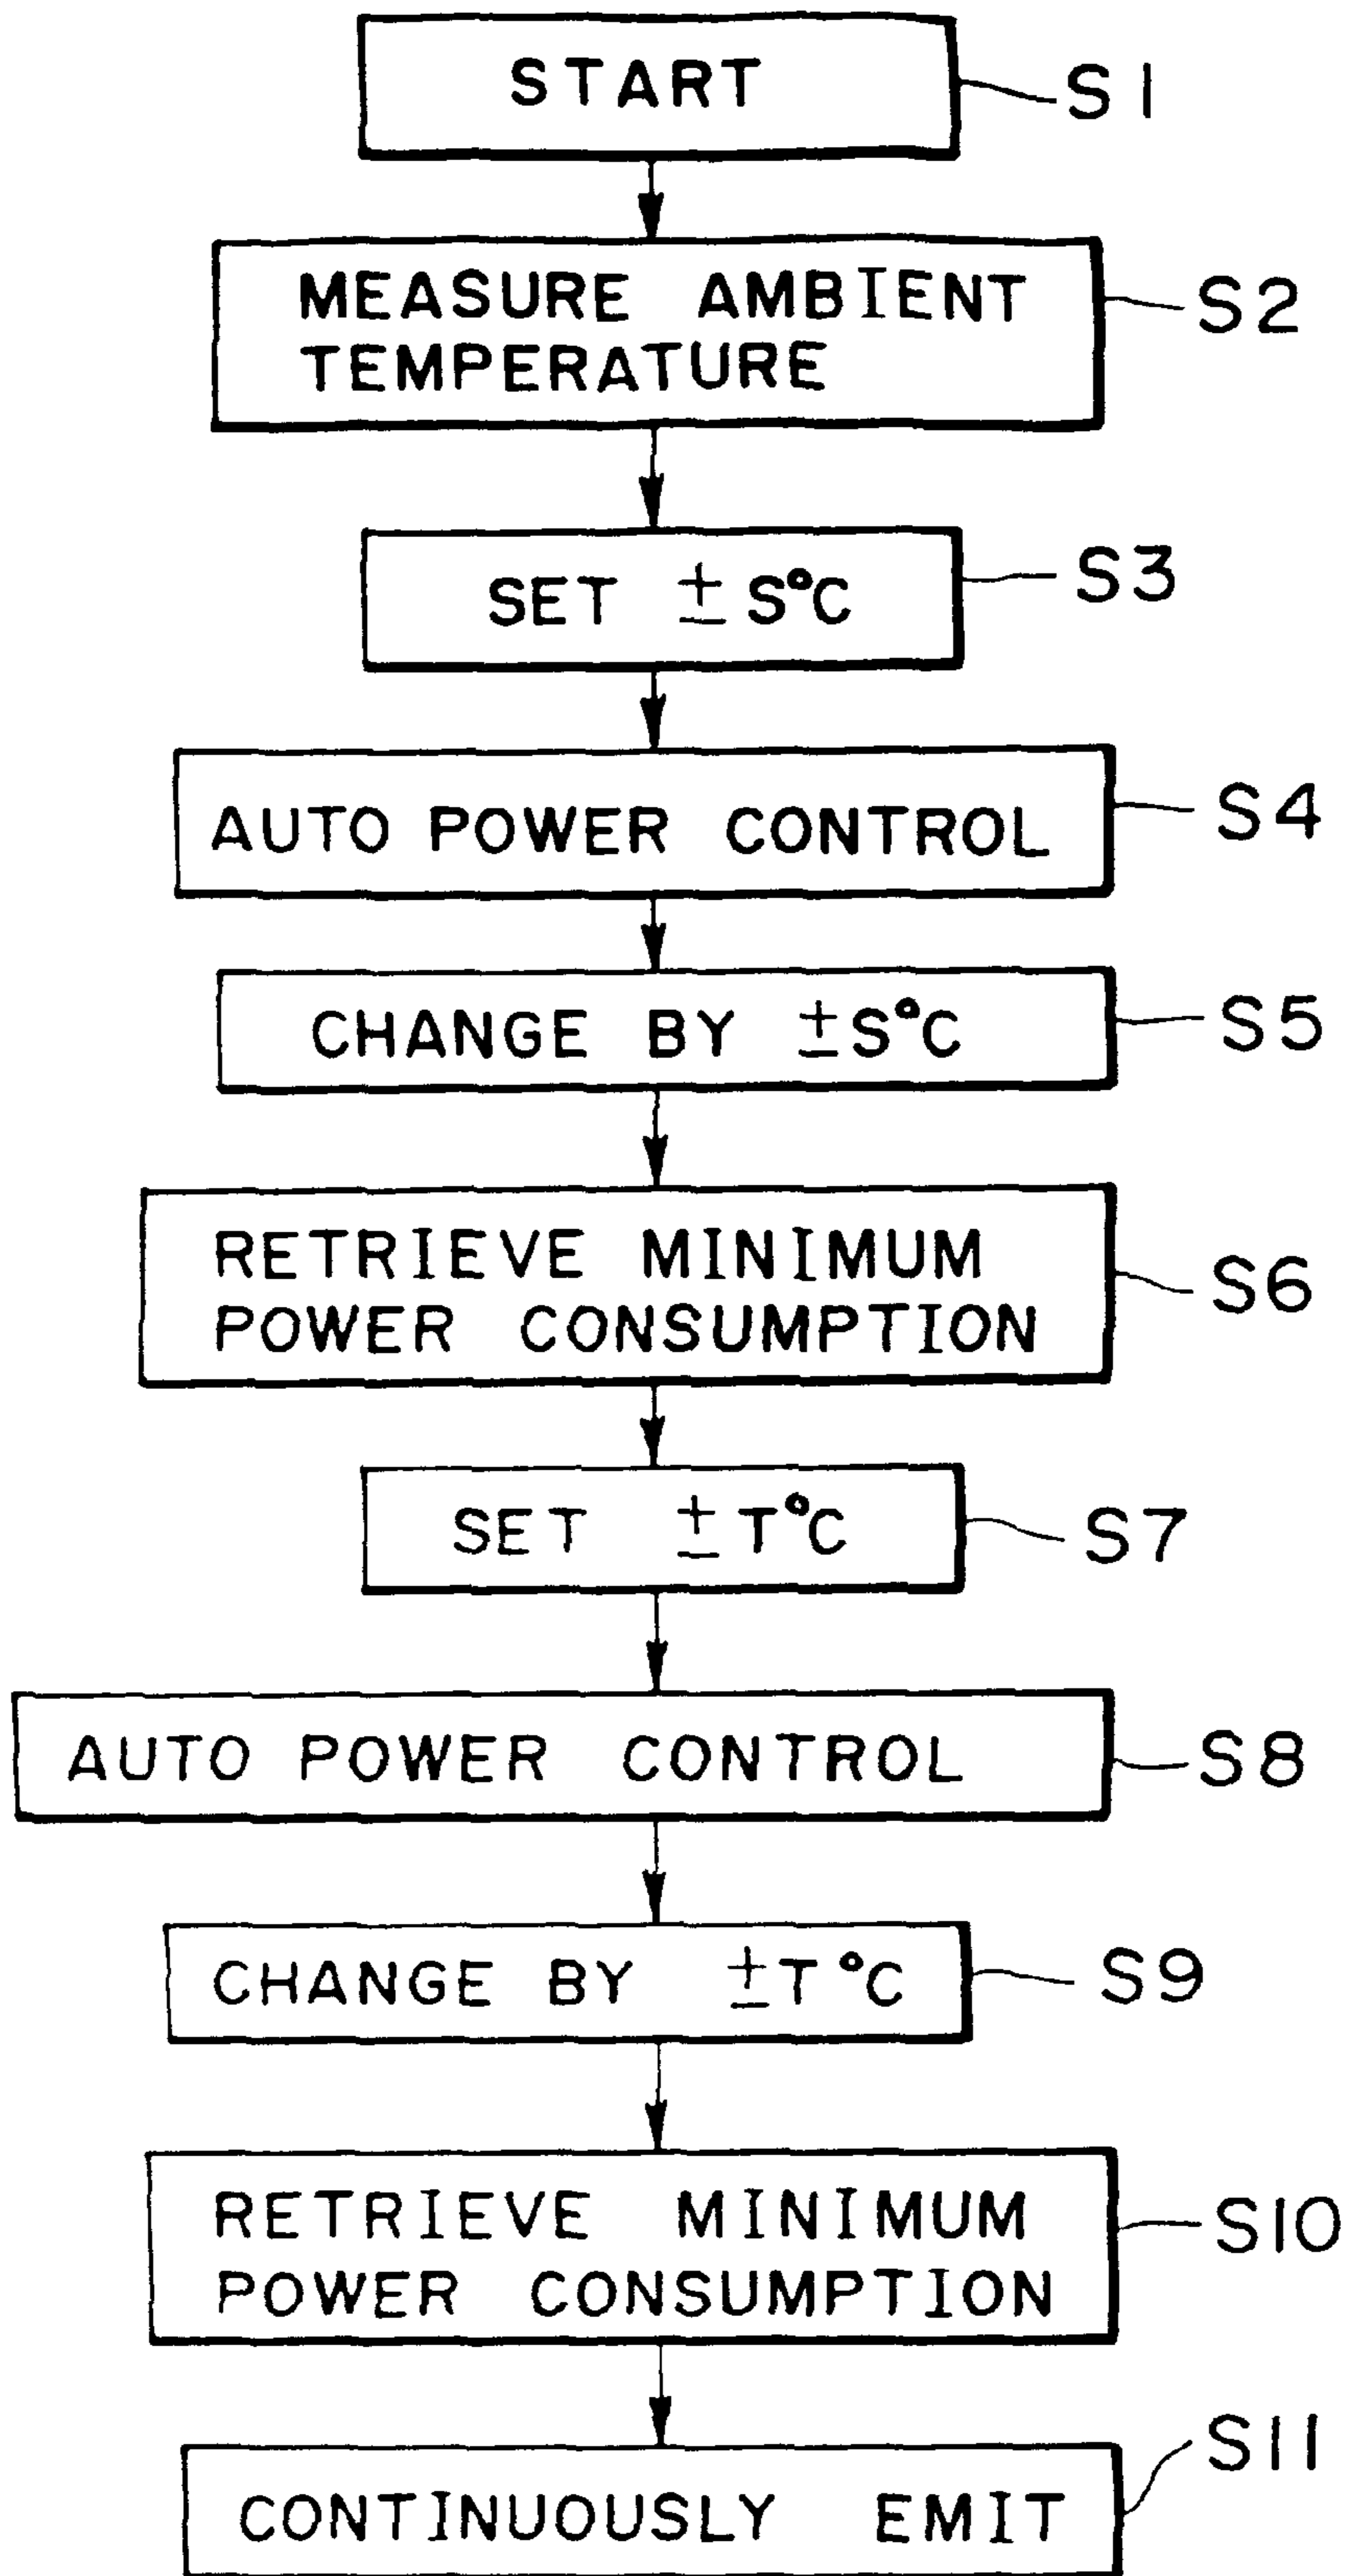 START
S1
MEASURE AMBIENT
TEMPERATURE
S2
SET ±S°C
S3
AUTO POWER CONTROL
S4
CHANGE BY ±S°C
S5
RETRIEVE MINIMUM
POWER CONSUMPTION
S6
SET ±T°C
S7
AUTO POWER CONTROL
S8
CHANGE BY ±T°C
S9
RETRIEVE MINIMUM
POWER CONSUMPTION
S10
CONTINUOUSLY EMIT
S11